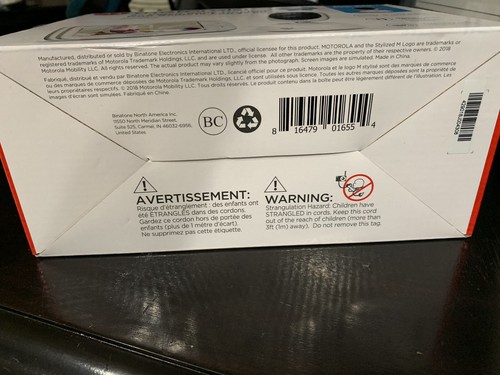 Manufactured, distributed or sold by Binatone Electronics International LTD., official licensee for this product. MOTOROLA and the Stylized M Logo are trademarks or
registered trademarks of Motorola Trademark Holdings, LLC. and are used under license. All other trademarks are the property of their respective owners. © 2018
Motorola Mobility LLC. All rights reserved. The actual product may vary slightly from the photograph. Screen images are simulated. Made in China.
Fabriqué, distribué et vendu par Binatone Electronics International LTD., licencié officiel pour ce produit. Motorola et le logo M stylisé sont des marques de commerce
ou des marques de commerce déposées de Motorola Trademark Holdings, LLC. et sont utilisées sous licence. Toutes les autres marques déposées sont la propriété de
leurs propriétaires respectifs. © 2018 Motorola Mobility LLC. Tous droits réservés. Le produit contenu dans la boîte peut être légèrement différent de l'illustration. Les
images d'écran sont simulées. Fabriqué en Chine.
Binatone North America Inc.
11550 North Meridian Street,
Suite 525, Carmel, IN 46032-6956,
United States
BC
8 16479 01655 4
AVERTISSEMENT:
Risque d'étranglement : des enfants ont
été ÉTRANGLÉS dans des cordons.
Gardez ce cordon hors de portée des
enfants (plus de 1 mètre d'écart).
Ne supprimez pas cette étiquette.
WARNING:
Strangulation Hazard: Children have
STRANGLED in cords. Keep this cord
out of the reach of children (more than
3ft (1m) away). Do not remove this tag.